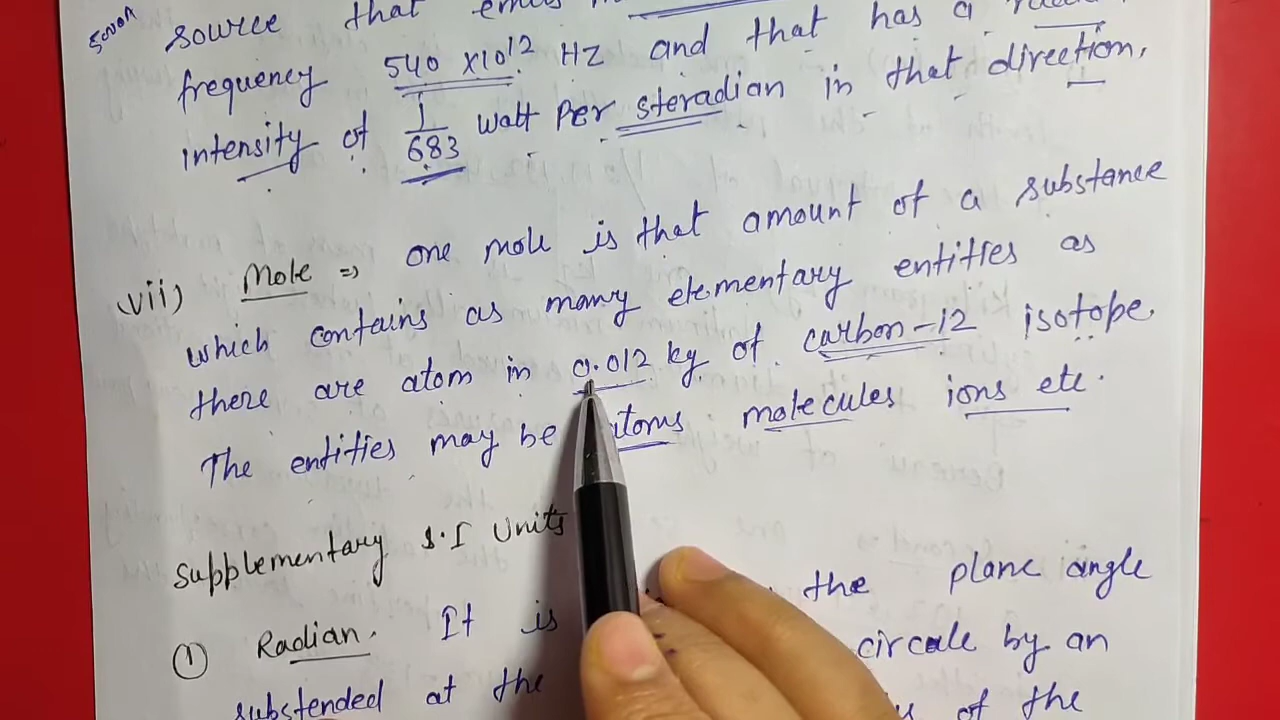 source that
frequency 540 x10¹² HZ and that has a
intensity of 1/683 watt Per steradian in that direction,
(vii) Mole => one mole is that amount of a substance
which contains as many elementary entities as
there are atom in 0.012 kg of carbon-12 isotope.
The entities may be atoms molecules ions etc.
Supplementary S.I Units
① Radian. It is the plane angle
substended at the circule by an
of the